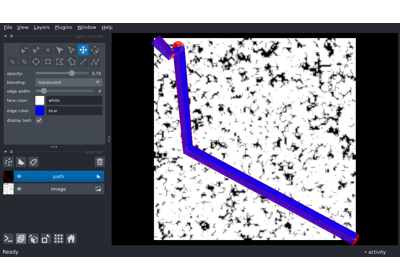 File View Layers Plugins Window Help
opacity: 0.70
blending: translucent
edge width:
face color: white
edge color: blue
display text:
path
Image
Ready activity